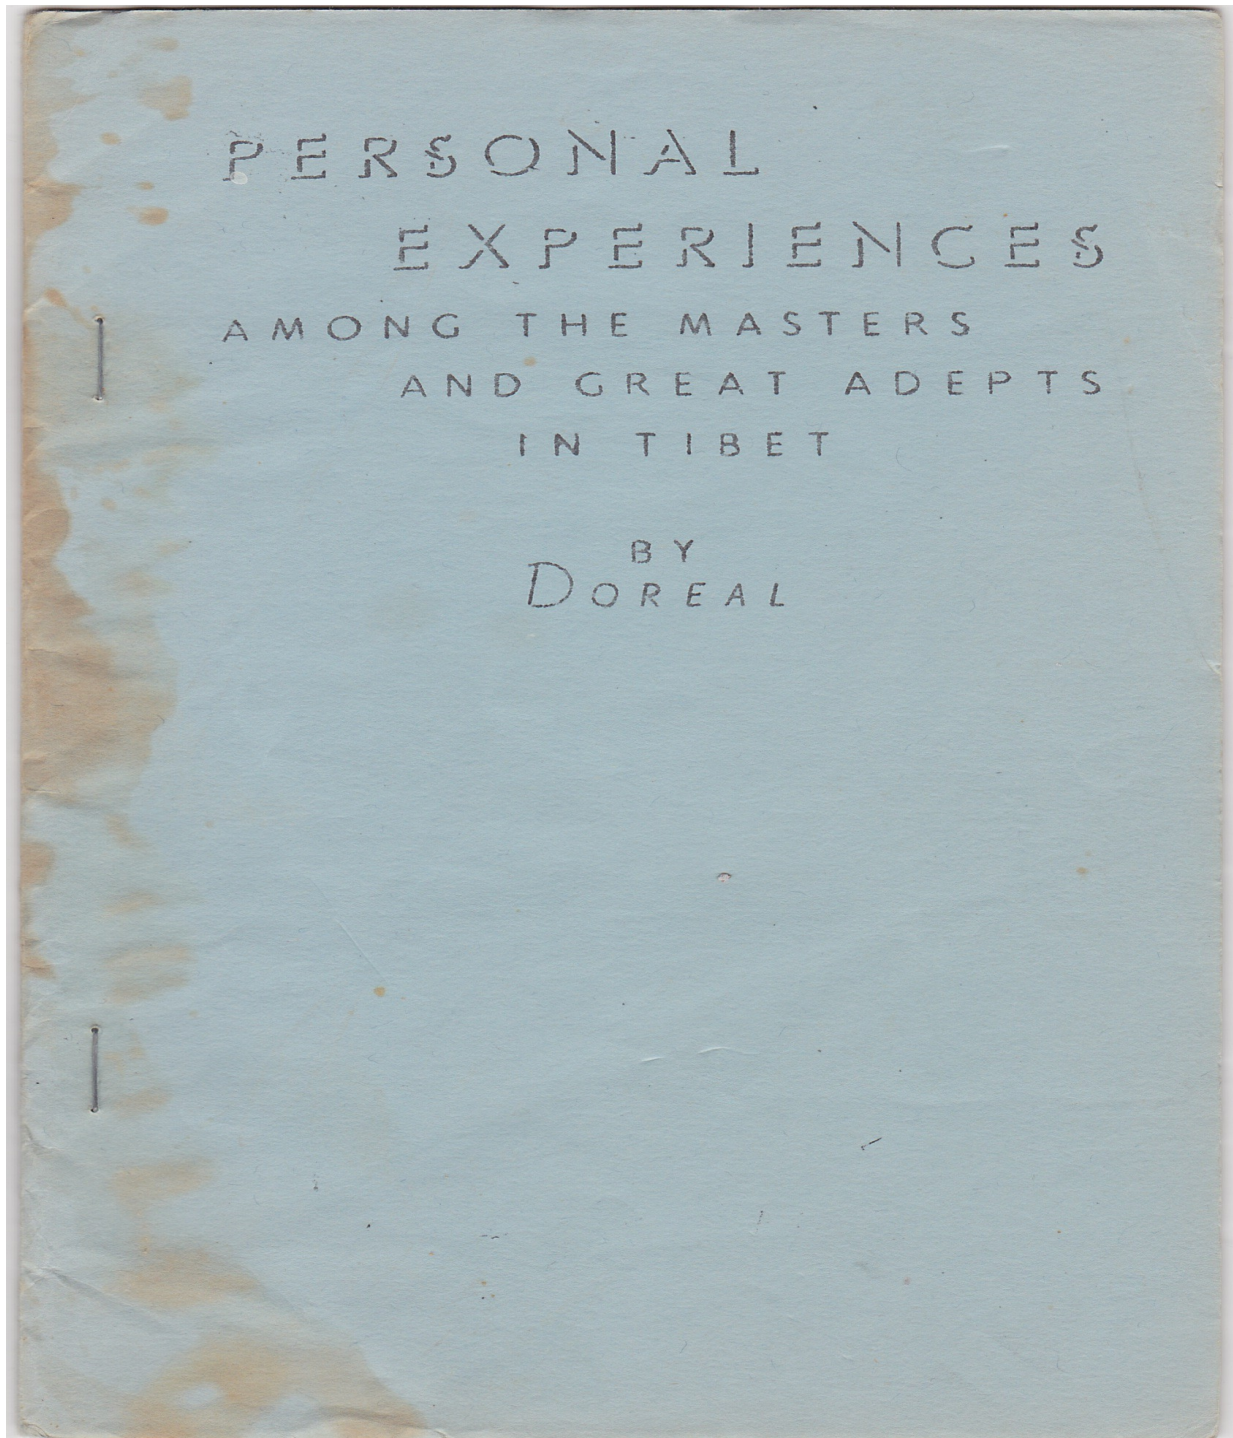 PERSONAL
EXPERIENCES
AMONG THE MASTERS
AND GREAT ADEPTS
IN TIBET
BY
DOREAL